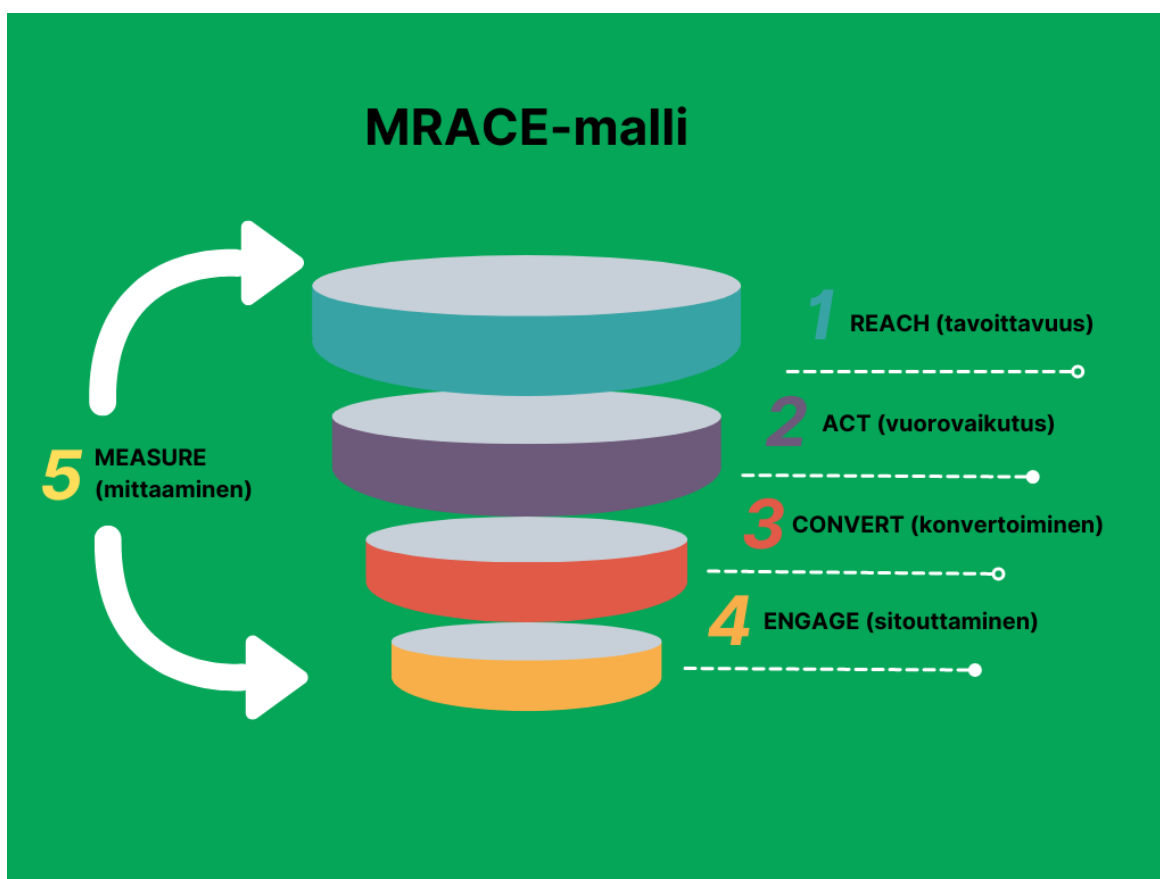 MRACE-malli
1 REACH (tavoittavuus)
2 ACT (vuorovaikutus)
3 CONVERT (konvertoiminen)
4 ENGAGE (sitouttaminen)
5 MEASURE
(mittaaminen)